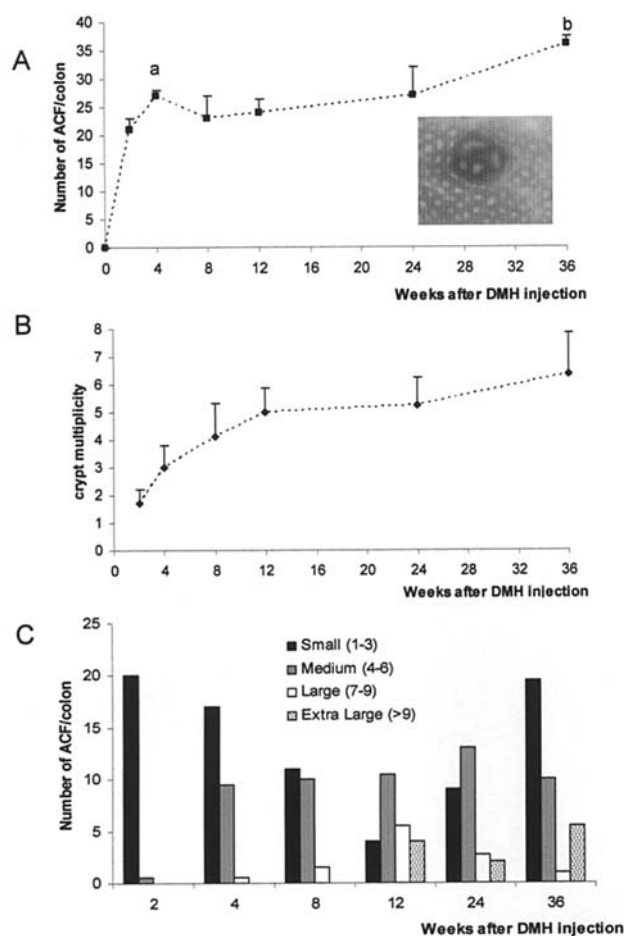 A
Number of ACF/colon
40
35
30
25
20
15
10
5
0
a
b
0 4 8 12 16 20 24 28 32 36
Weeks after DMH injection
B
crypt multiplicity
8
7
6
5
4
3
2
1
0
0 4 8 12 16 20 24 28 32 36
Weeks after DMH injection
C
Number of ACF/colon
25
20
15
10
5
0
Small (1-3)
Medium (4-6)
Large (7-9)
Extra Large (>9)
2 4 8 12 24 36
Weeks after DMH injection